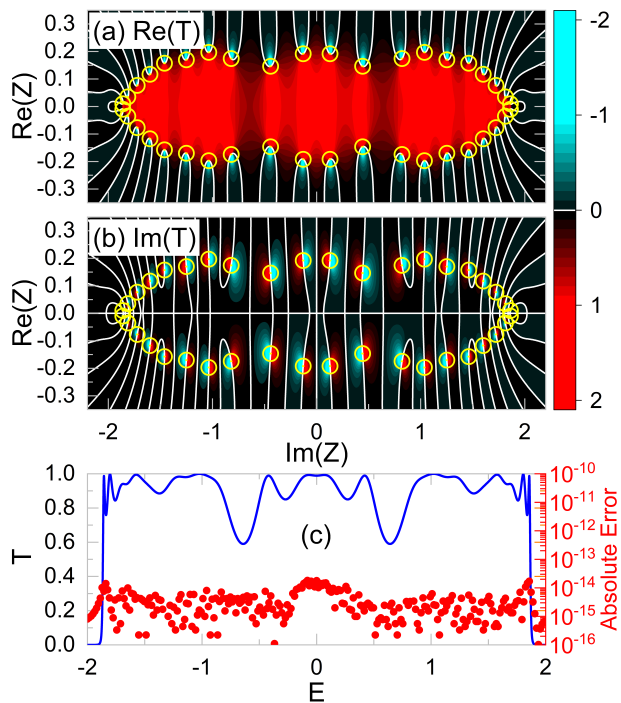 (a) Re(T)
0.3
0.2
0.1
0.0
-0.1
-0.2
-0.3
Re(Z)
(b) Im(T)
0.3
0.2
0.1
0.0
-0.1
-0.2
-0.3
Re(Z)
-2 -1 0 1 2
Im(Z)
-2
-1
0
1
2
(c)
1.0
0.8
0.6
0.4
0.2
0.0
T
10-10
10-11
10-12
10-13
10-14
10-15
10-16
Absolute Error
-2 -1 0 1 2
E